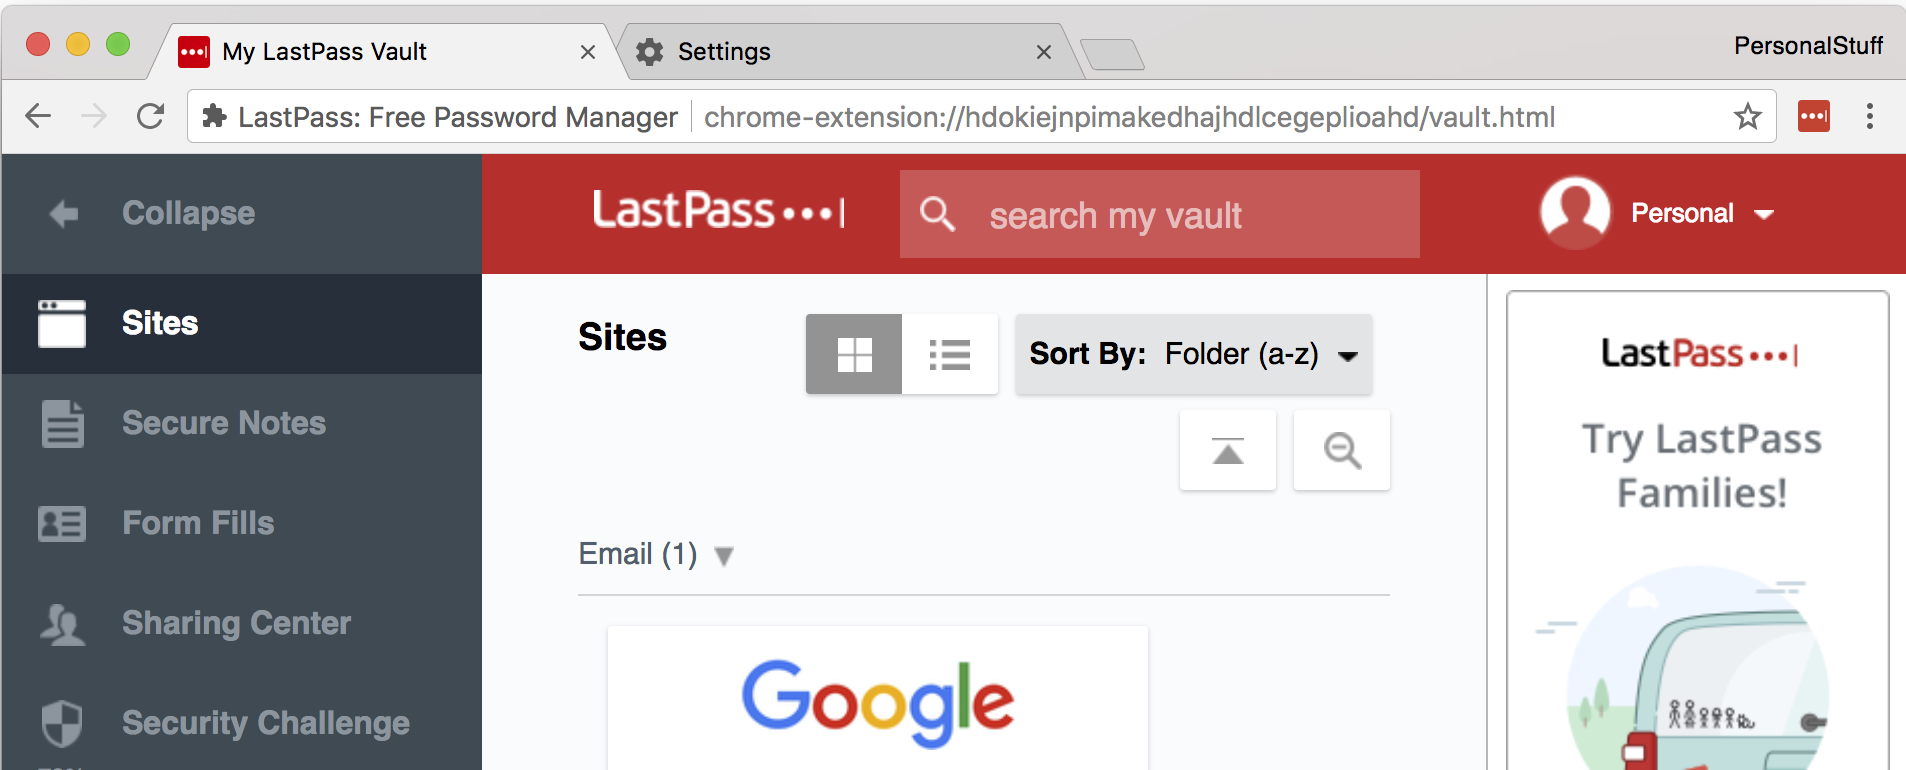 My LastPass Vault
Settings
PersonalStuff
LastPass: Free Password Manager
chrome-extension://hdokiejnpimakedhajhdlcegeplioahd/vault.html
Collapse
LastPass
search my vault
Personal
Sites
Secure Notes
Form Fills
Sharing Center
Security Challenge
Sites
Sort By: Folder (a-z)
Email (1)
Google
LastPass
Try LastPass
Families!